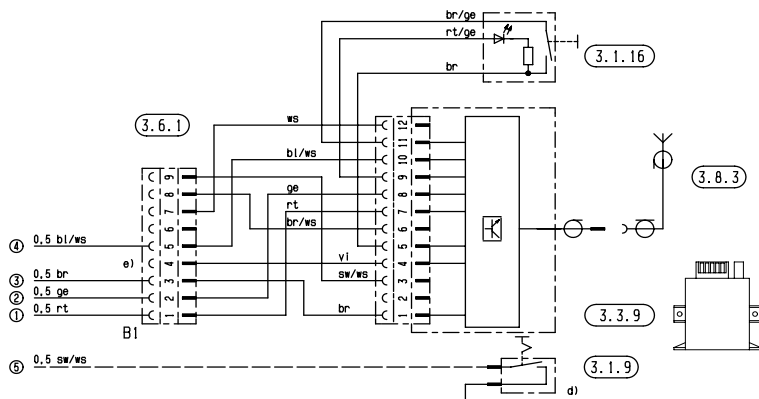 br/ge
rt/ge
br
3.1.16
3.6.1
ws
bl/ws
ge
rt
br/ws
vi
sw/ws
br
9
8
7
6
5
4
3
2
1
12
11
10
9
8
7
6
5
4
3
2
1
3.8.3
4 0.5 bl/ws
e)
3 0.5 br
2 0.5 ge
1 0.5 rt
B1
3.3.9
5 0.5 sw/ws
3.1.9
d)